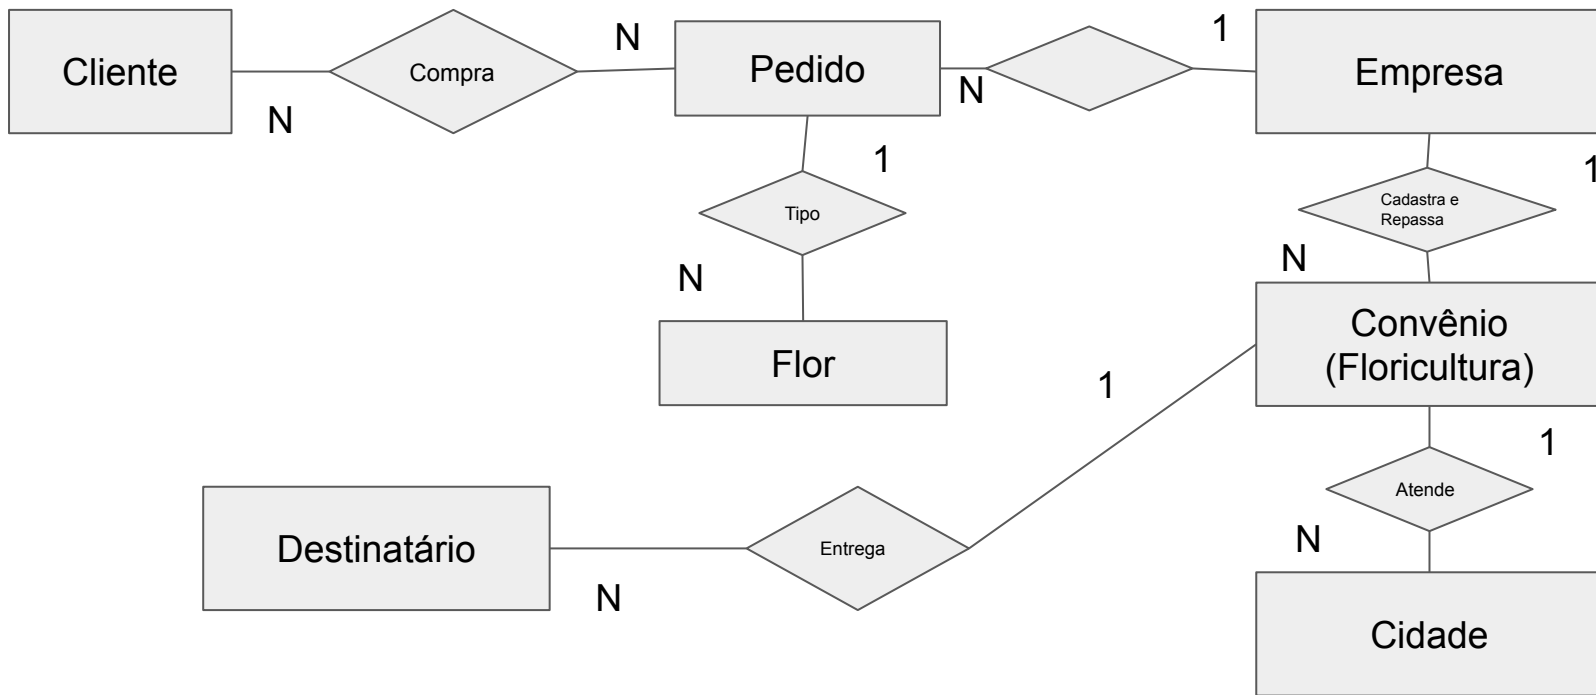 Cliente
N
Compra
N
Pedido
N
1
Empresa
1
Tipo
N
Flor
1
Cadastra e
Repassa
N
Convênio
(Floricultura)
1
Entrega
N
Destinatário
1
Atende
N
Cidade